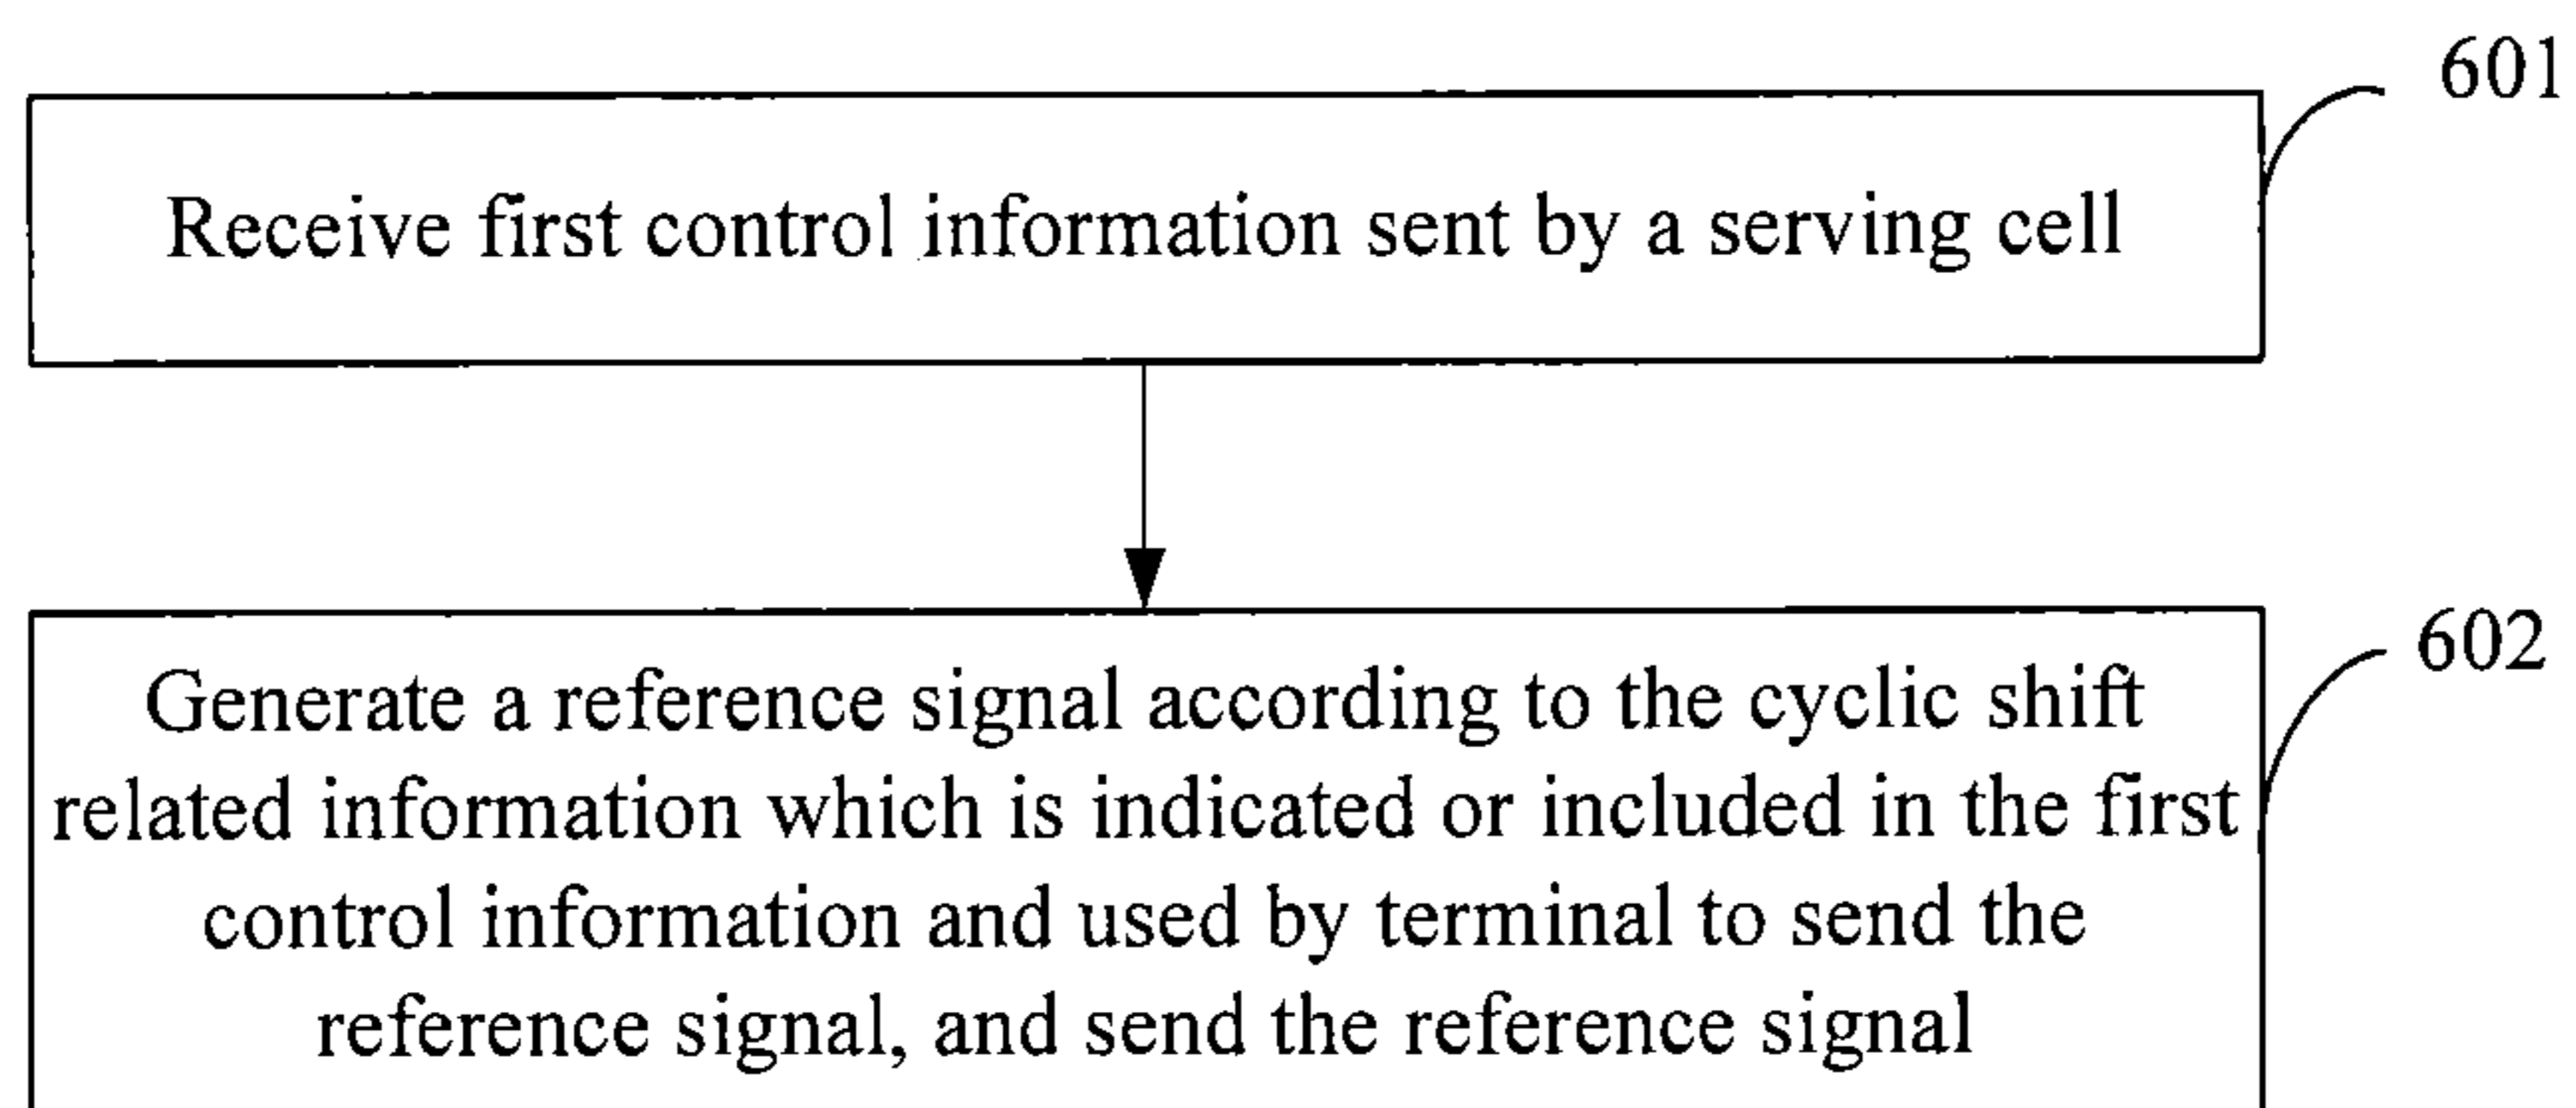 601
Receive first control information sent by a serving cell
602
Generate a reference signal according to the cyclic shift
related information which is indicated or included in the first
control information and used by terminal to send the
reference signal, and send the reference signal